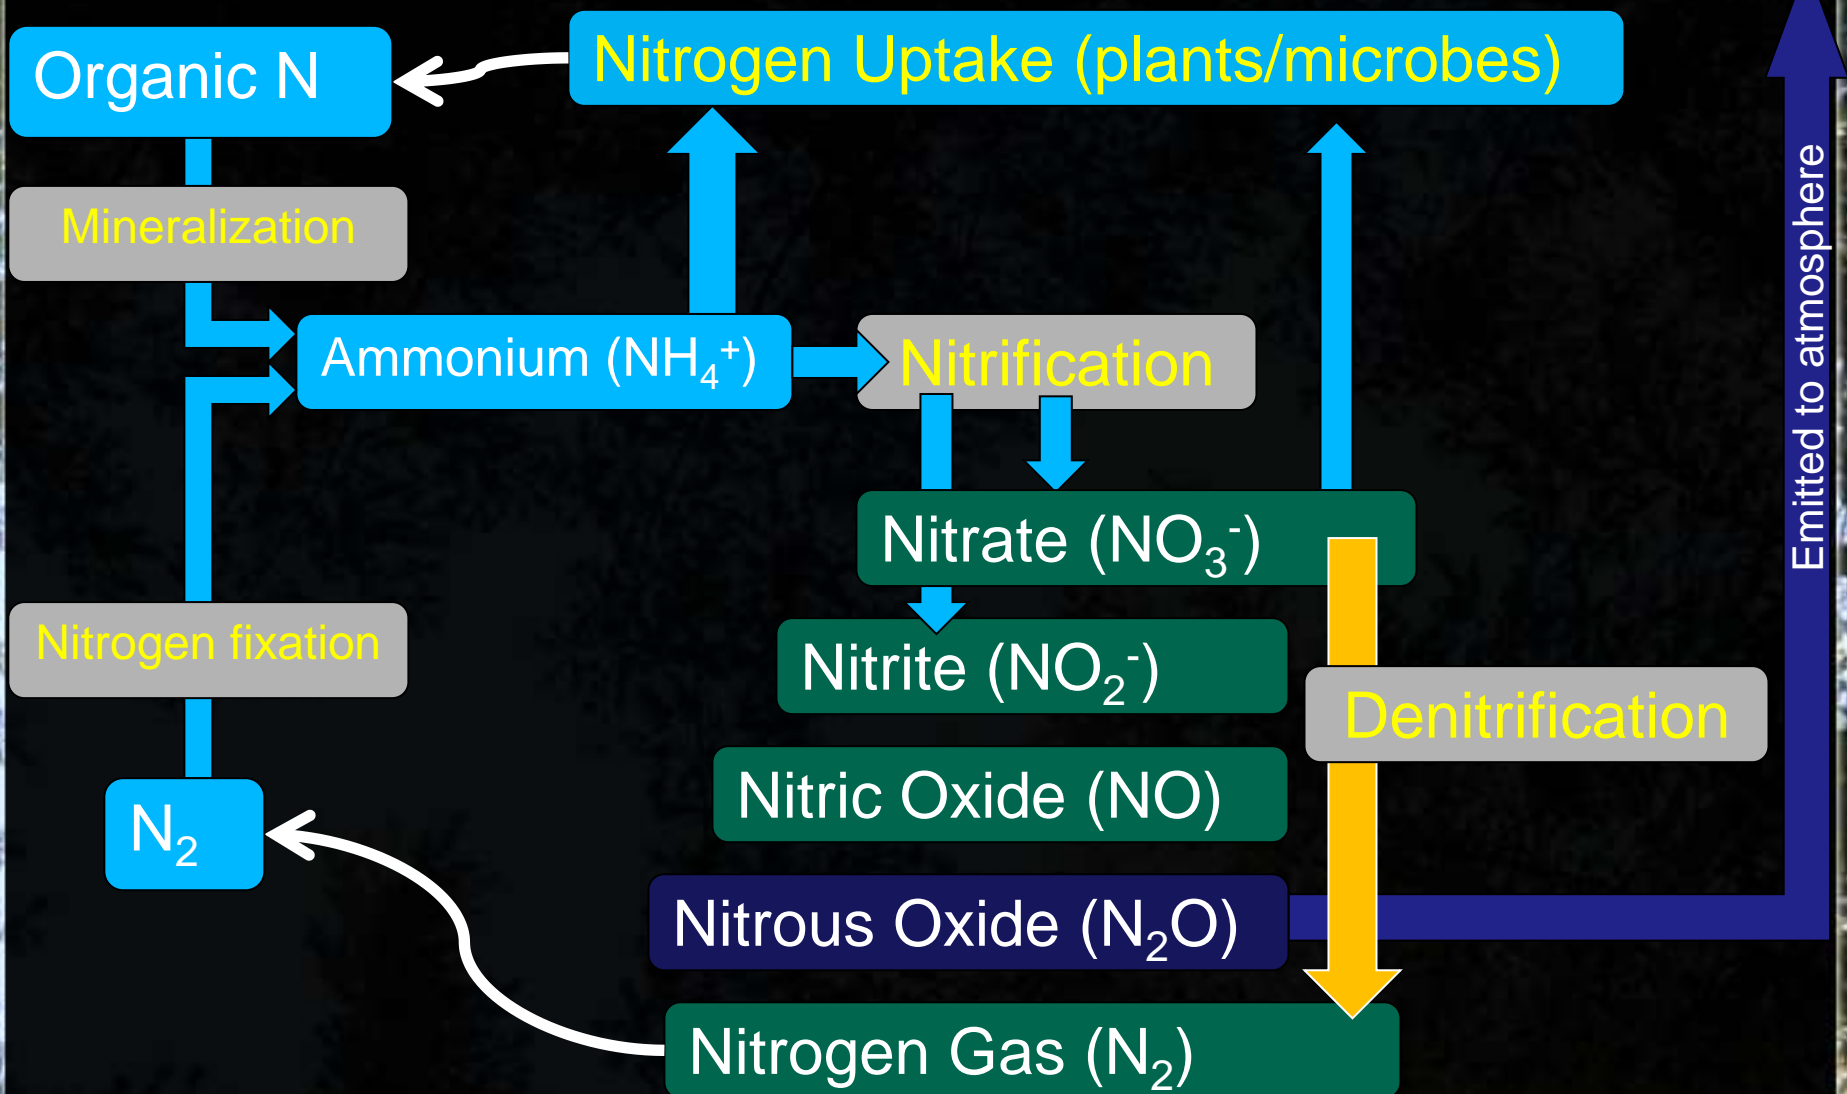 Organic N
Nitrogen Uptake (plants/microbes)
Mineralization
Emitted to atmosphere
Ammonium (NH₄⁺)
Nitrification
Nitrate (NO₃⁻)
Nitrogen fixation
Nitrite (NO₂⁻)
Denitrification
Nitric Oxide (NO)
N₂
Nitrous Oxide (N₂O)
Nitrogen Gas (N₂)